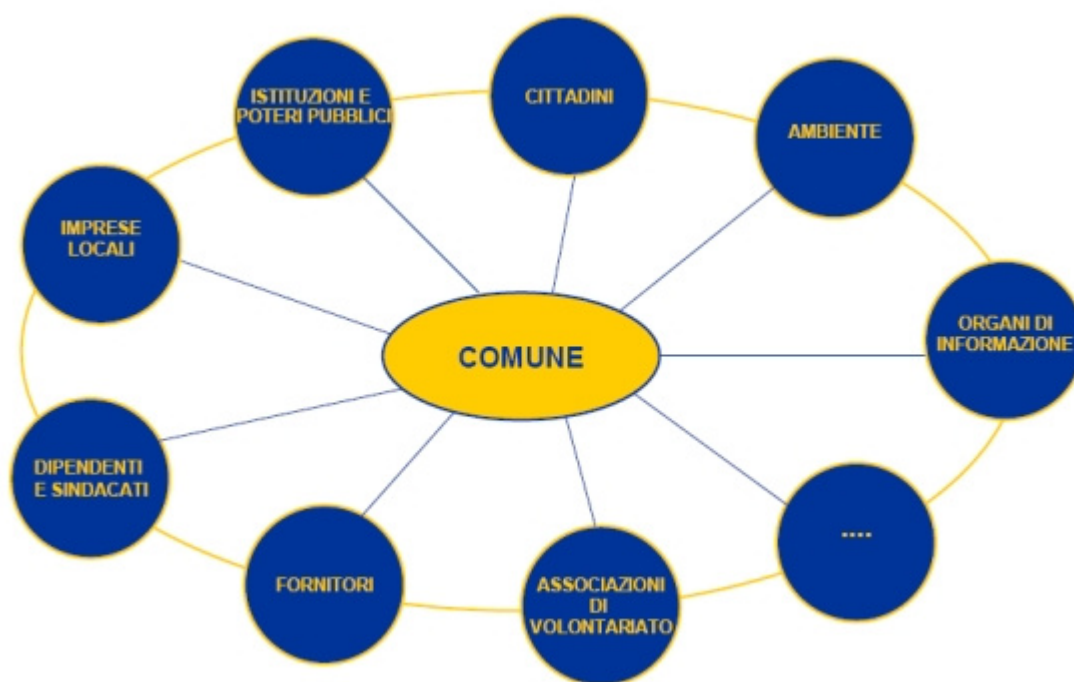 ISTITUZIONI E
POTERI PUBBLICI
CITTADINI
AMBIENTE
IMPRESE
LOCALI
COMUNE
ORGANI DI
INFORMAZIONE
DIPENDENTI
E SINDACATI
FORNITORI
ASSOCIAZIONI
DI
VOLONTARIATO
----